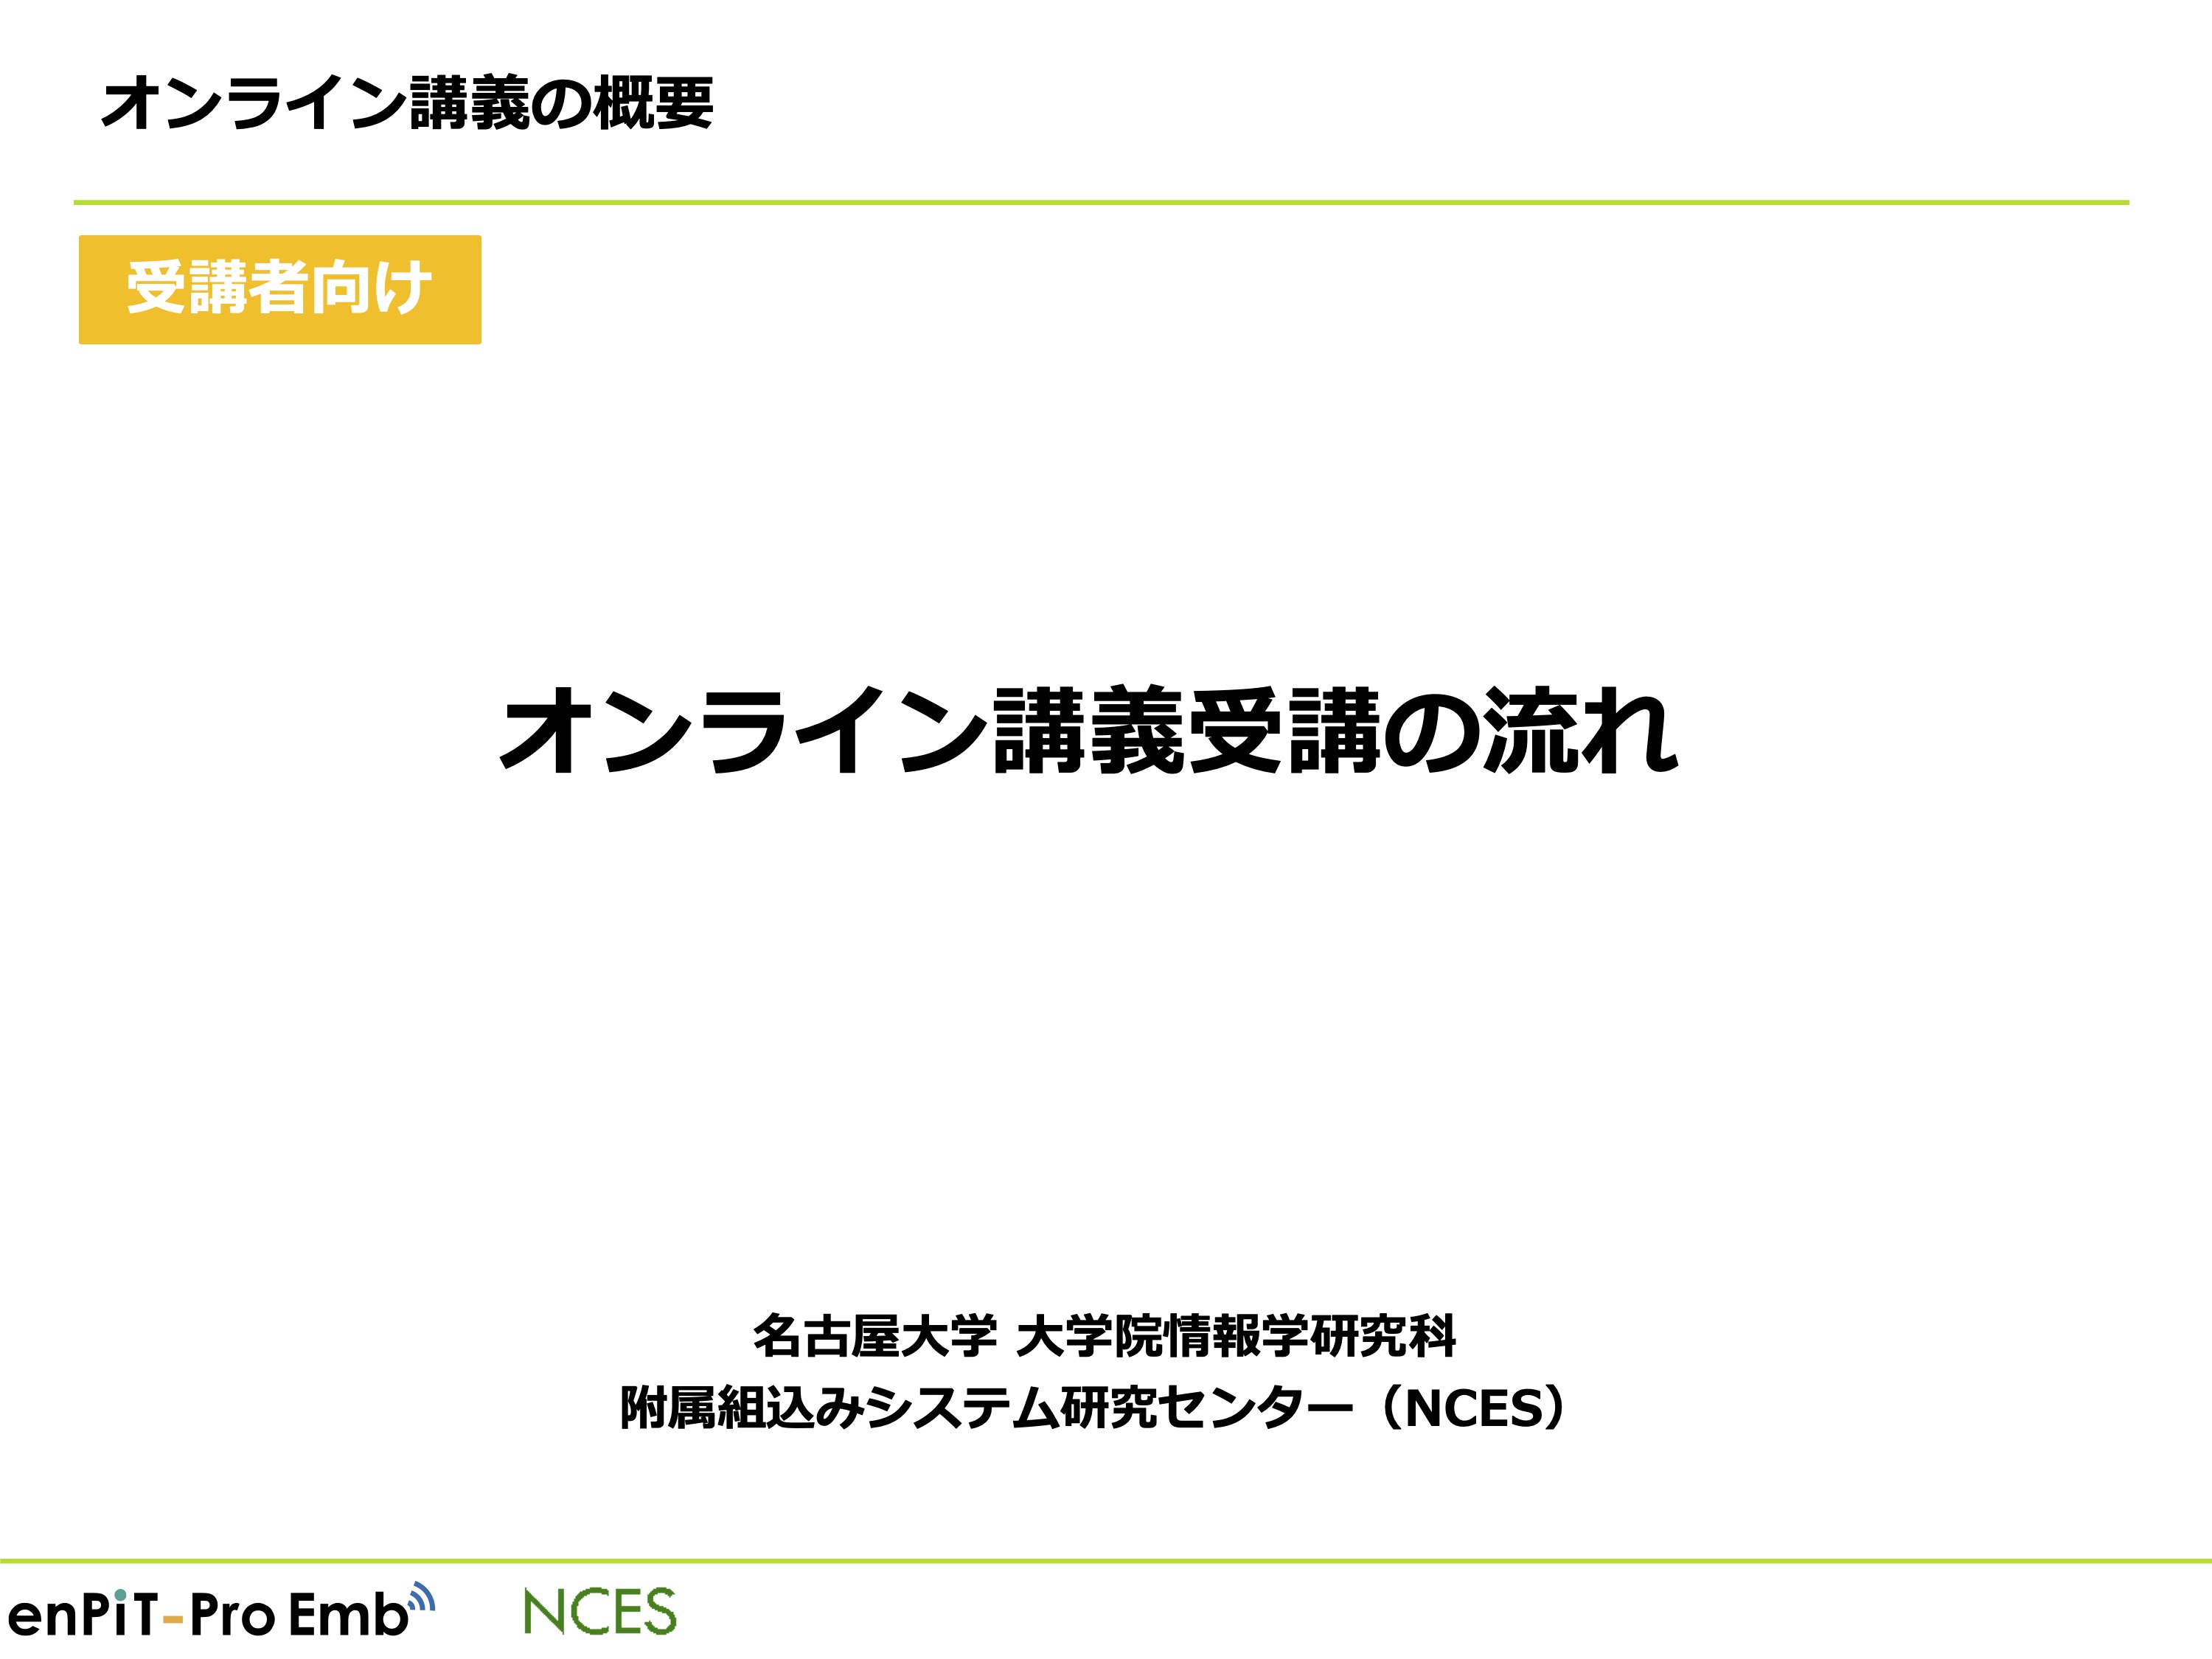 オンライン講義の概要
受講者向け
オンライン講義受講の流れ
名古屋大学 大学院情報学研究科
附属組込みシステム研究センター（NCES）
enPiT-Pro Emb
NCES